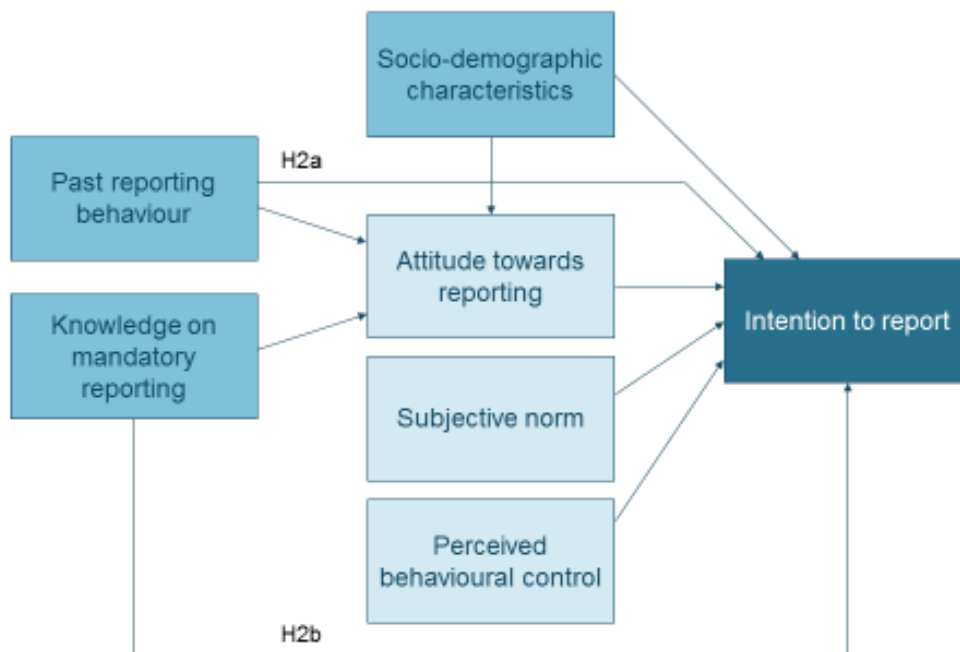 Socio-demographic
characteristics
H2a
Past reporting
behaviour
Attitude towards
reporting
Knowledge on
mandatory
reporting
Intention to report
Subjective norm
Perceived
behavioural control
H2b